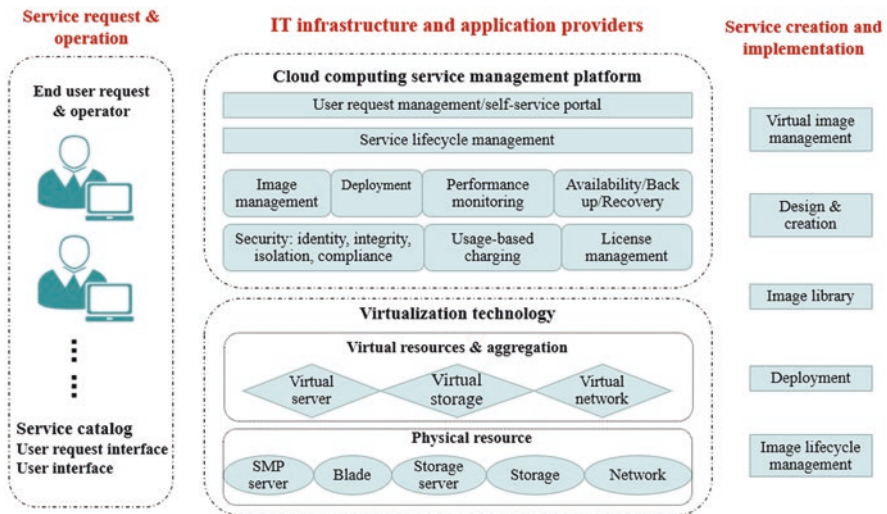 Service request &
operation
End user request
& operator
Service catalog
User request interface
User interface
IT infrastructure and application providers
Cloud computing service management platform
User request management/self-service portal
Service lifecycle management
Image
management
Deployment
Performance
monitoring
Availability/Back
up/Recovery
Security: identity, integrity,
isolation, compliance
Usage-based
charging
License
management
Virtualization technology
Virtual resources & aggregation
Virtual
server
Virtual
storage
Virtual
network
Physical resource
SMP
server
Blade
Storage
server
Storage
Network
Service creation and
implementation
Virtual image
management
Design &
creation
Image library
Deployment
Image lifecycle
management